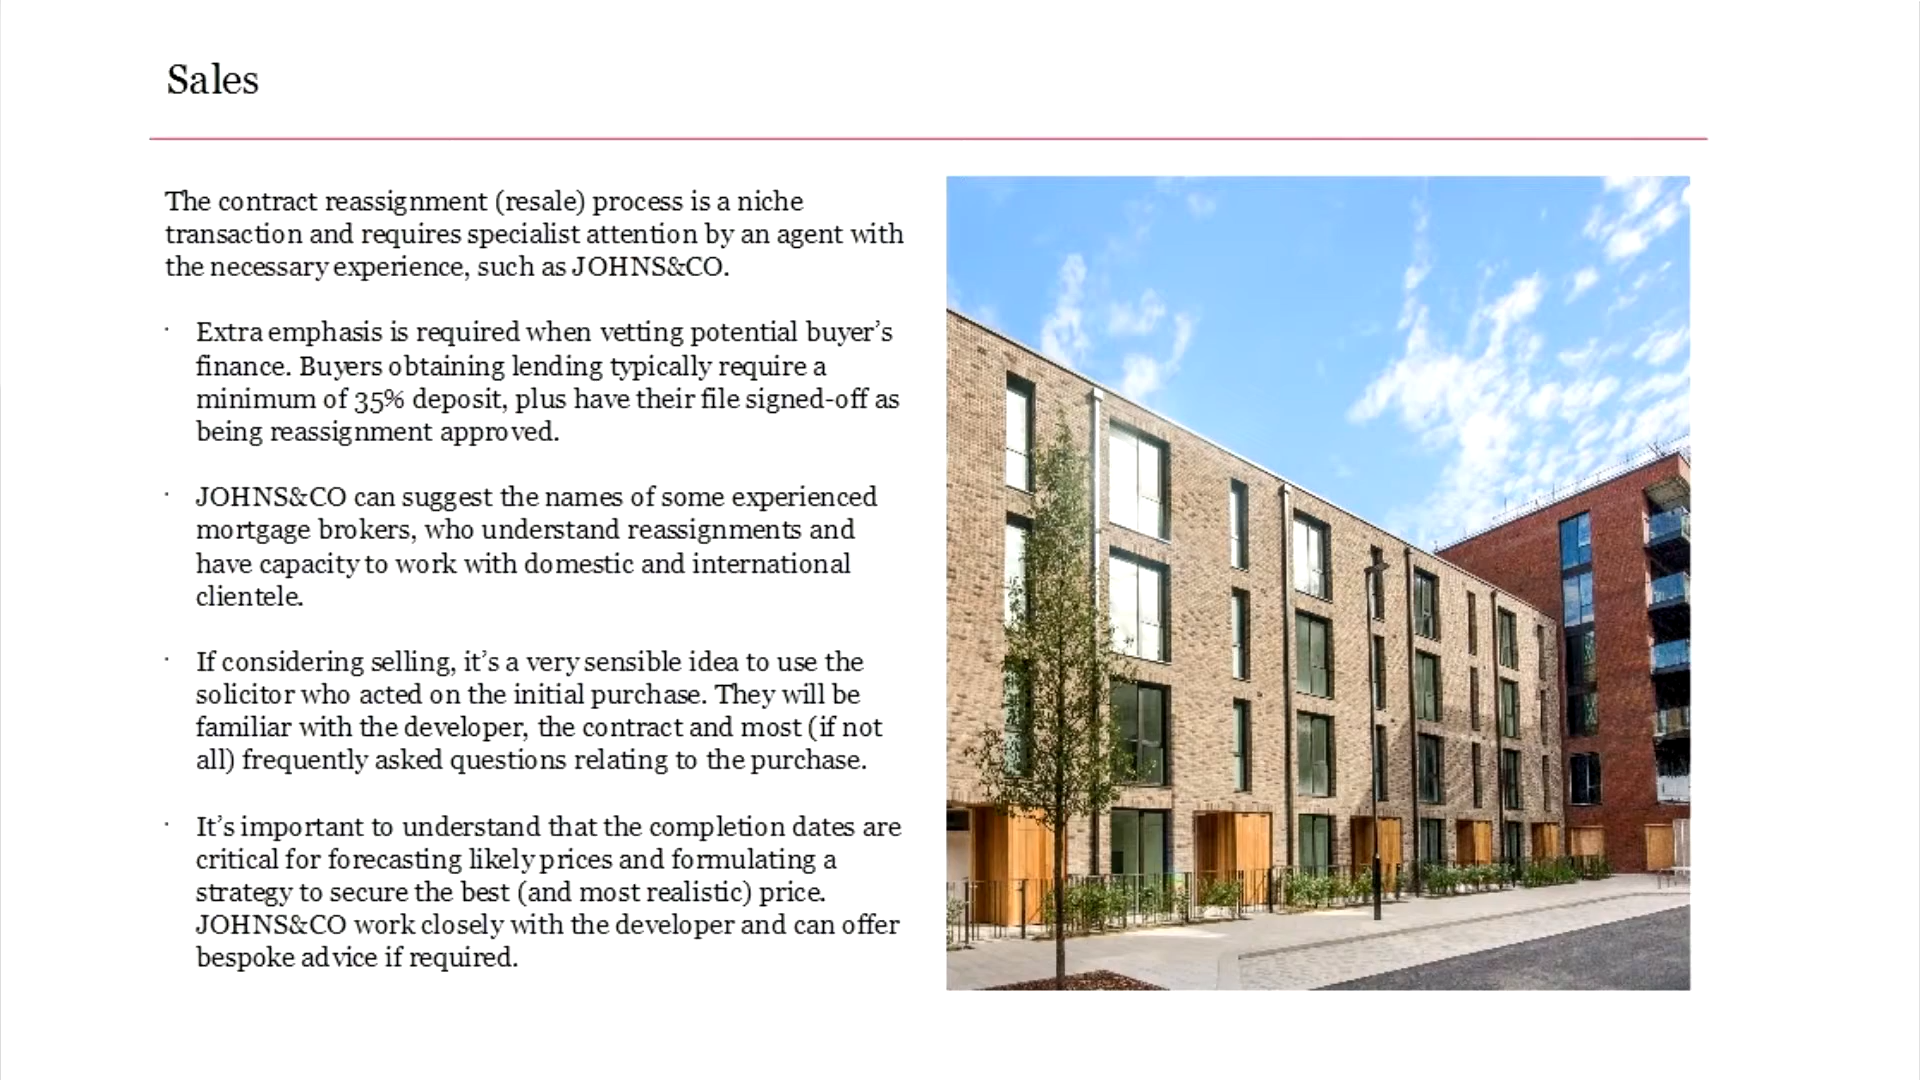 Sales
The contract reassignment (resale) process is a niche
transaction and requires specialist attention by an agent with
the necessary experience, such as JOHNS&CO.
· Extra emphasis is required when vetting potential buyer’s
finance. Buyers obtaining lending typically require a
minimum of 35% deposit, plus have their file signed-off as
being reassignment approved.
· JOHNS&CO can suggest the names of some experienced
mortgage brokers, who understand reassignments and
have capacity to work with domestic and international
clientele.
· If considering selling, it’s a very sensible idea to use the
solicitor who acted on the initial purchase. They will be
familiar with the developer, the contract and most (if not
all) frequently asked questions relating to the purchase.
· It’s important to understand that the completion dates are
critical for forecasting likely prices and formulating a
strategy to secure the best (and most realistic) price.
JOHNS&CO work closely with the developer and can offer
bespoke advice if required.